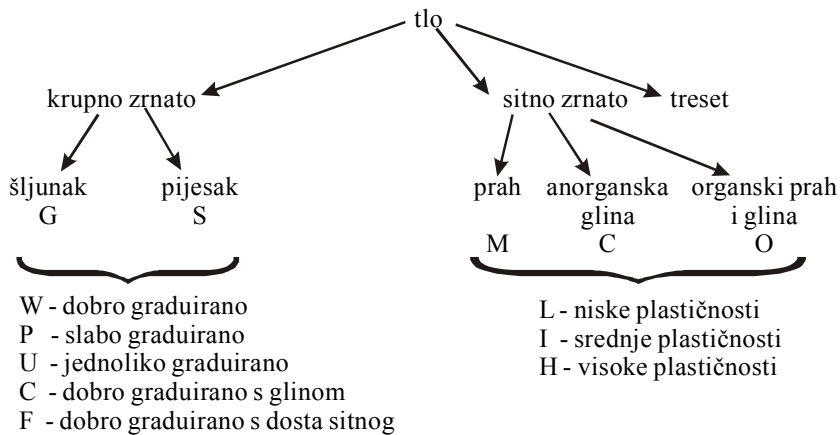 tlo
krupno zrnato
sitno zrnato
treset
šljunak
G
pijesak
S
prah
M
anorganska
glina
C
organski prah
i glina
O
W - dobro graduirano
P - slabo graduirano
U - jednoliko graduirano
C - dobro graduirano s glinom
F - dobro graduirano s dosta sitnog
L - niske plastičnosti
I - srednje plastičnosti
H - visoke plastičnosti